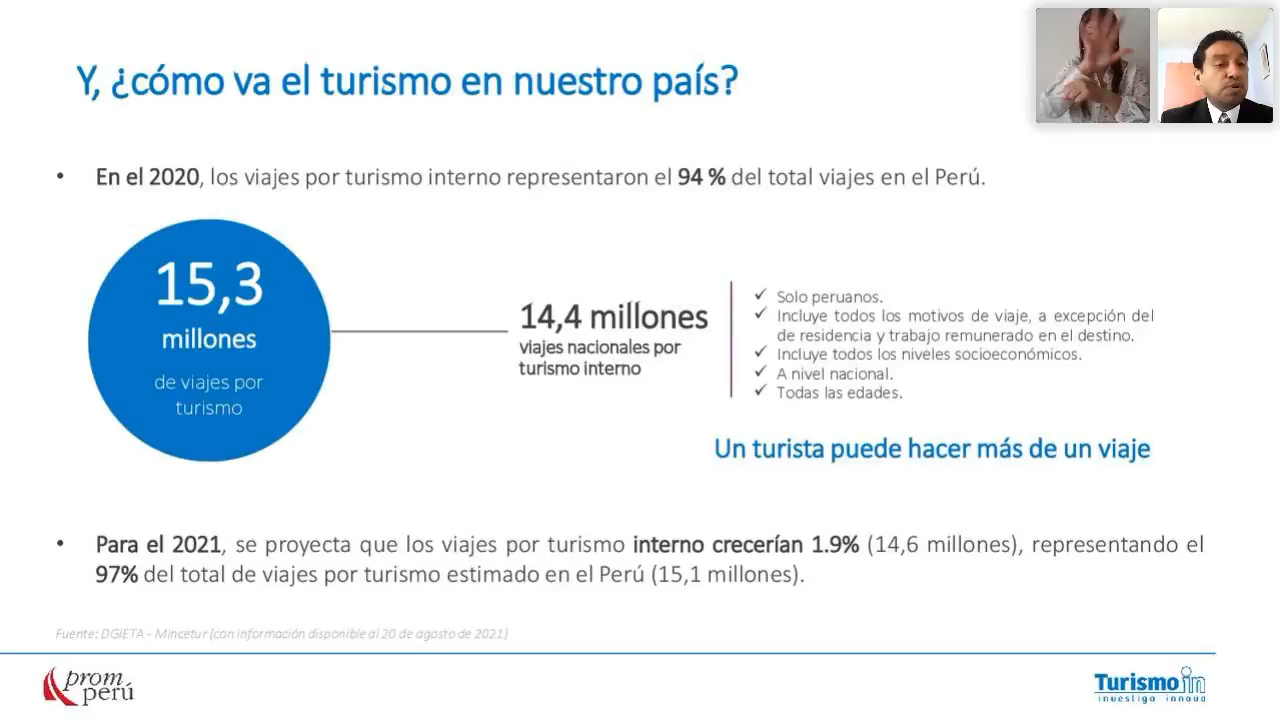 Y, ¿cómo va el turismo en nuestro país?
• En el 2020, los viajes por turismo interno representaron el 94 % del total viajes en el Perú.
15,3
millones
de viajes por
turismo
14,4 millones
viajes nacionales por
turismo interno
✓ Solo peruanos.
✓ Incluye todos los motivos de viaje, a excepción del
de residencia y trabajo remunerado en el destino.
✓ Incluye todos los niveles socioeconómicos.
✓ A nivel nacional.
✓ Todas las edades.
Un turista puede hacer más de un viaje
• Para el 2021, se proyecta que los viajes por turismo interno crecerían 1.9% (14,6 millones), representando el
97% del total de viajes por turismo estimado en el Perú (15,1 millones).
Fuente: DGIETA - Mincetur (con información disponible al 20 de agosto de 2021)
prom
perú
Turismo in
investiga innova